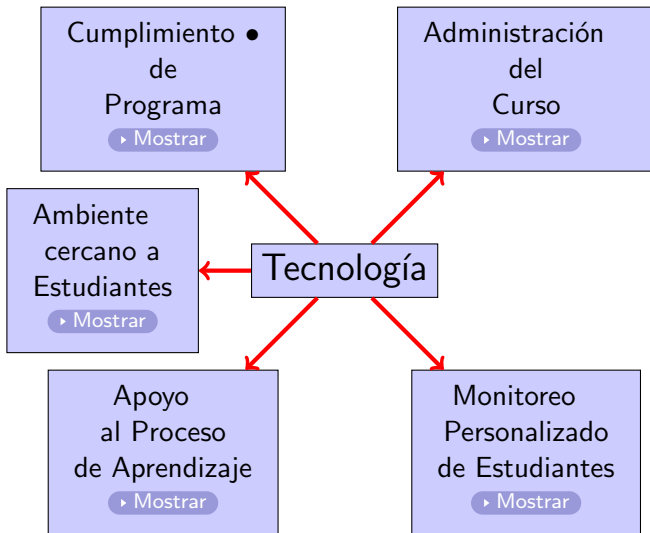 Cumplimiento •
de
Programa
Mostrar
Administración
del
Curso
Mostrar
Ambiente
cercano a
Estudiantes
Mostrar
Tecnología
Apoyo
al Proceso
de Aprendizaje
Mostrar
Monitoreo
Personalizado
de Estudiantes
Mostrar